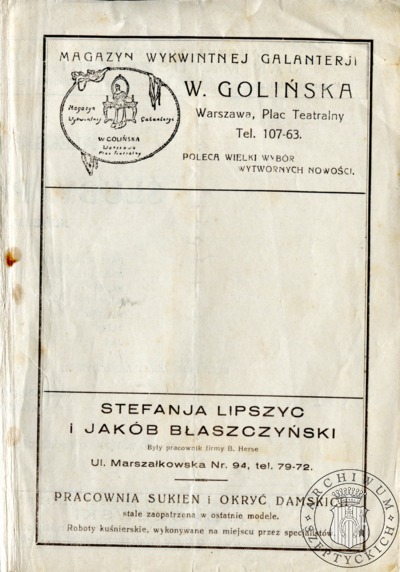 MAGAZYN WYKWINTNEJ GALANTERJI
Magazyn
Wykwintnej Galanterji
W. GOLIŃSKA
Warszawa
Plac Teatralny
W. GOLIŃSKA
Warszawa, Plac Teatralny
Tel. 107-63.
POLECA WIELKI WYBÓR
WYTWORNYCH NOWOŚCI.
STEFANJA LIPSZYC
i JAKÓB BŁASZCZYŃSKI
Były pracownik firmy B. Herse
Ul. Marszałkowska Nr. 94, tel. 79-72.
PRACOWNIA SUKIEN i OKRYĆ DAMSKICH
stale zaopatrzona w ostatnie modele.
Roboty kuśnierskie, wykonywane na miejscu przez specjalistów.
ARCHIWUM
SZEPTYCKICH